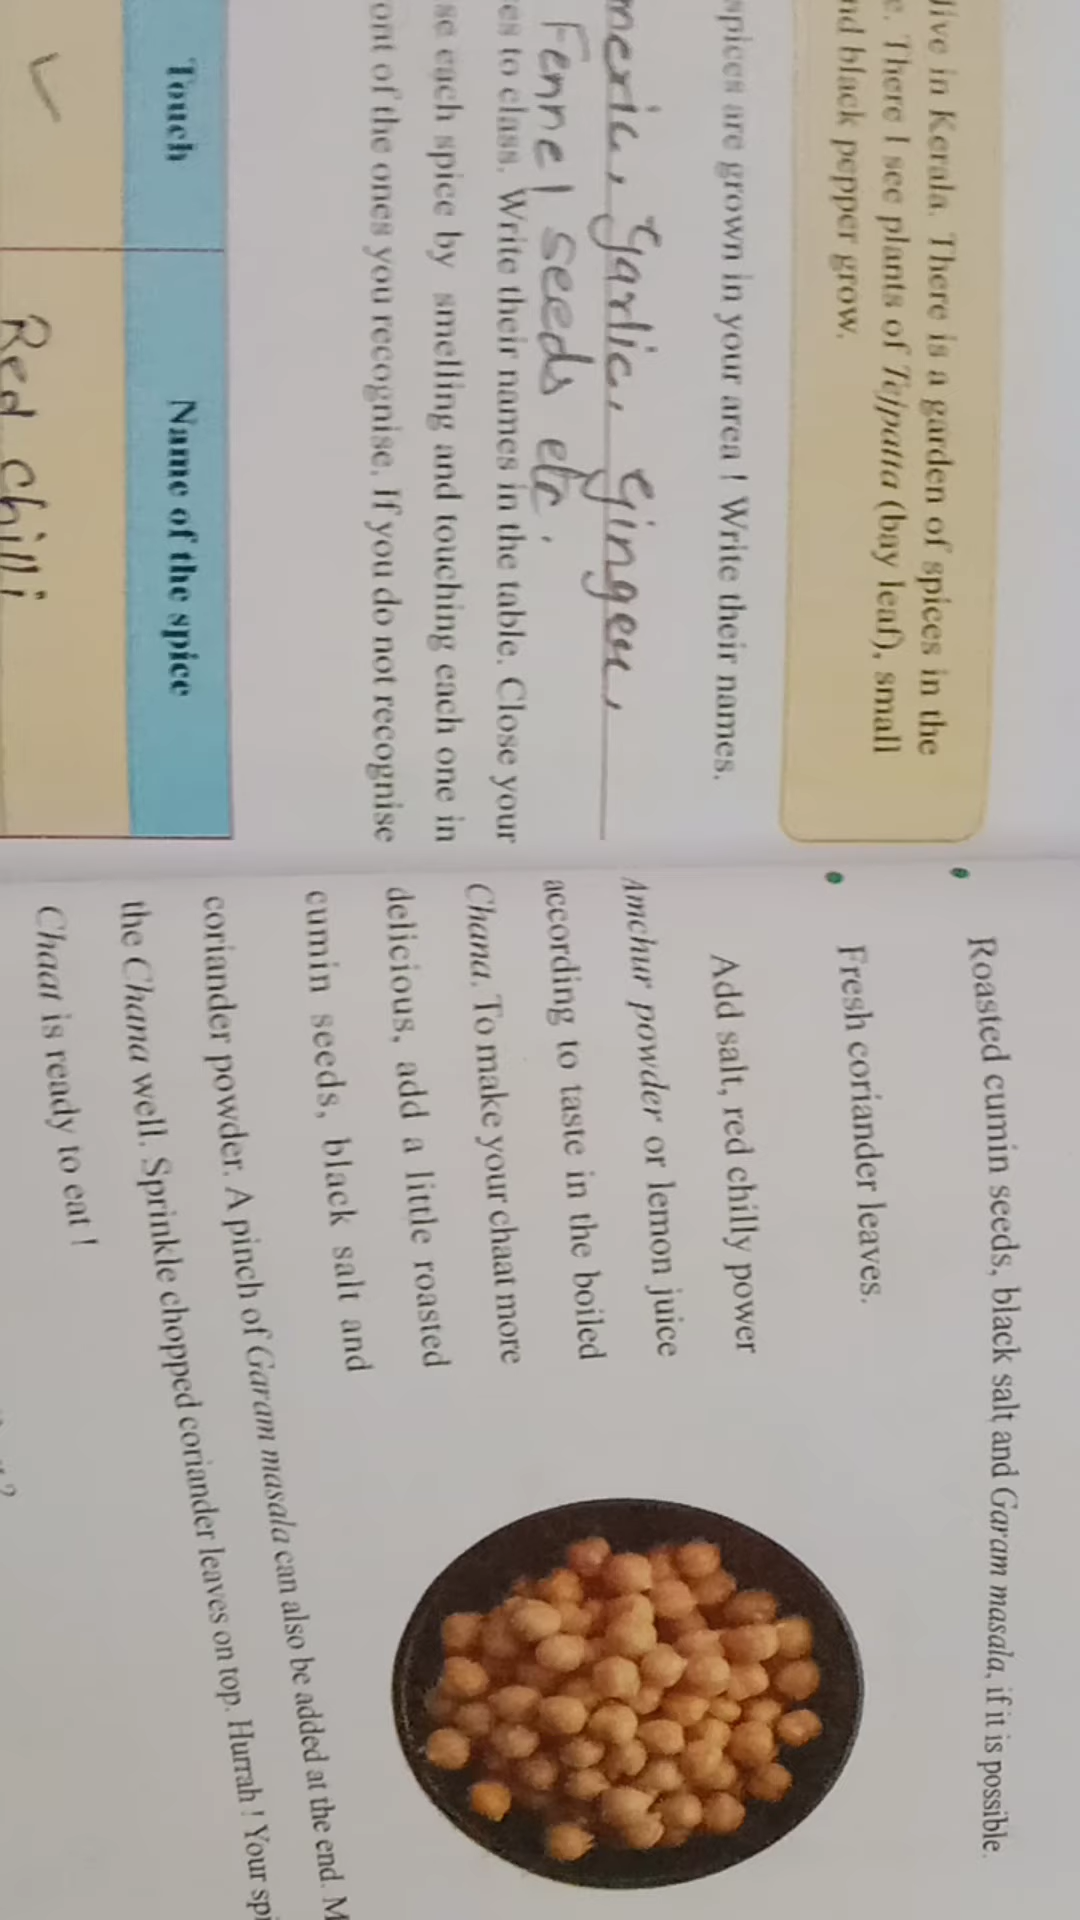 live in Kerala. There is a garden of spices in the
There I see plants of Tejpatta (bay leaf), small
black pepper grow.
spices are grown in your area ! Write their names.
Garlic, Ginger,
Fennel seeds etc.
to class. Write their names in the table. Close your
each spice by smelling and touching each one in
of the ones you recognise. If you do not recognise
Touch Name of the spice
Red chilli
Roasted cumin seeds, black salt and Garam masala, if it is possible.
Fresh coriander leaves.
Add salt, red chilly power
Amchur powder or lemon juice
according to taste in the boiled
Chana. To make your chaat more
delicious, add a little roasted
cumin seeds, black salt and
coriander powder. A pinch of Garam masala can also be added at the end.
the Chana well. Sprinkle chopped coriander leaves on top. Hurrah ! Your
Chaat is ready to eat !